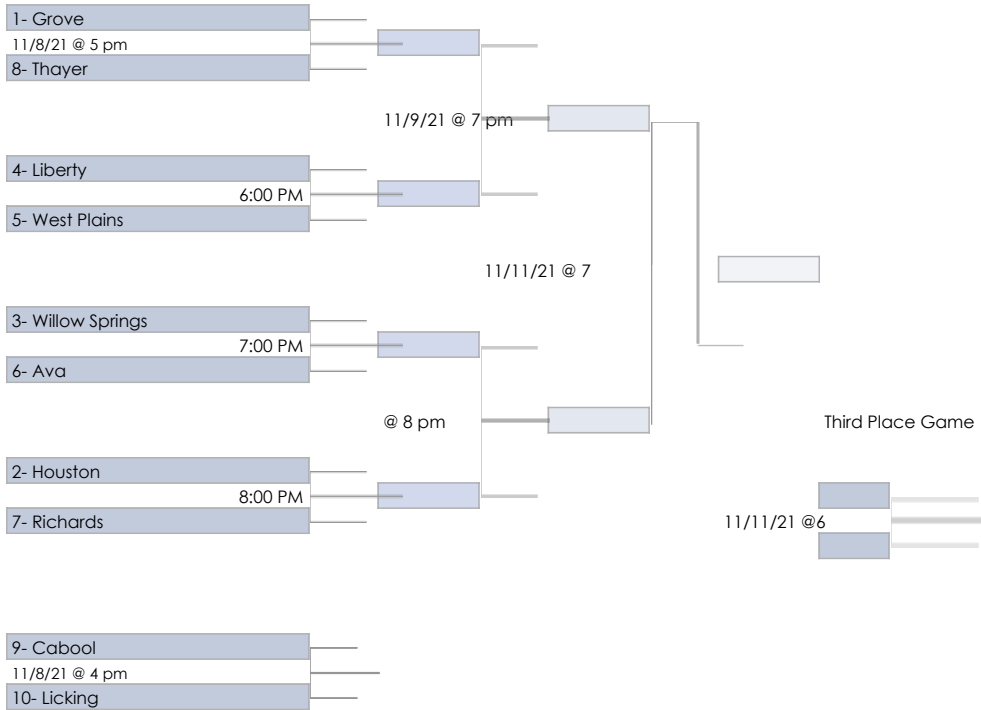 1- Grove
11/8/21 @ 5 pm
8- Thayer
11/9/21 @ 7 pm
4- Liberty
6:00 PM
5- West Plains
11/11/21 @ 7
3- Willow Springs
7:00 PM
6- Ava
@ 8 pm
Third Place Game
2- Houston
8:00 PM
7- Richards
11/11/21 @6
9- Cabool
11/8/21 @ 4 pm
10- Licking